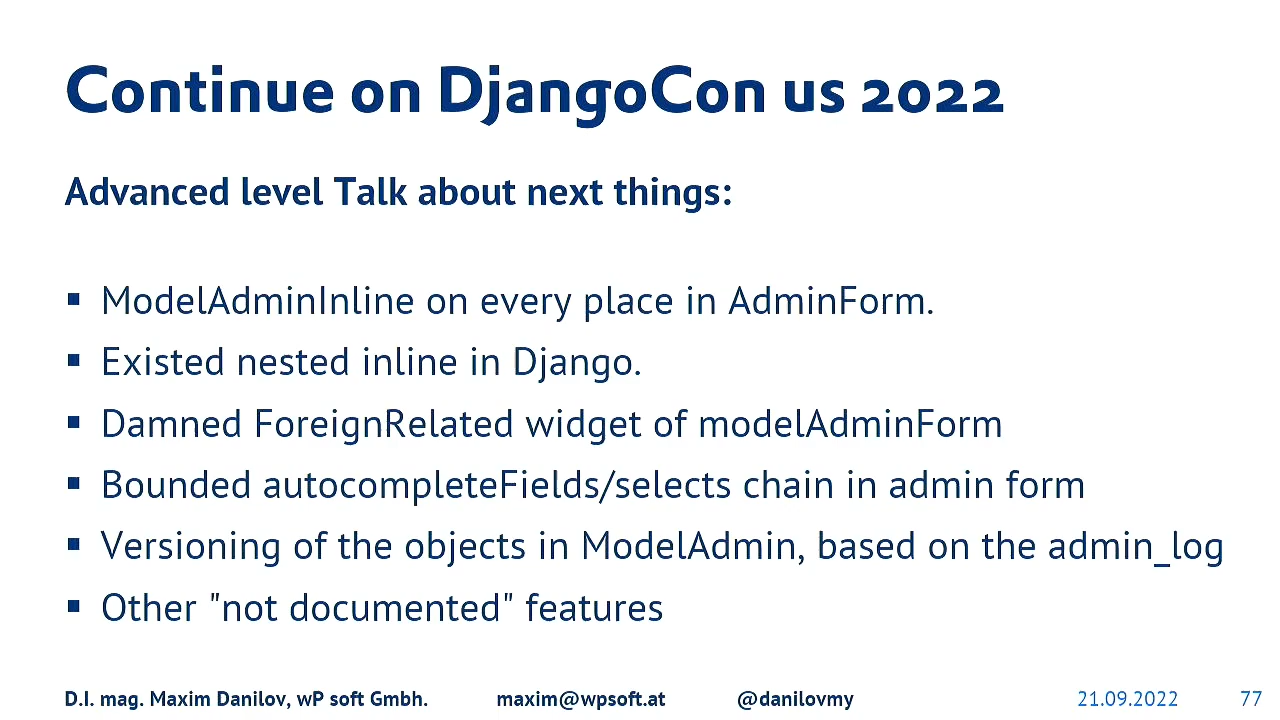 Continue on DjangoCon us 2022
Advanced level Talk about next things:
▪ ModelAdminInline on every place in AdminForm.
▪ Existed nested inline in Django.
▪ Damned ForeignRelated widget of modelAdminForm
▪ Bounded autocompleteFields/selects chain in admin form
▪ Versioning of the objects in ModelAdmin, based on the admin_log
▪ Other "not documented" features
D.I. mag. Maxim Danilov, wP soft Gmbh. maxim@wpsoft.at @danilovmy 21.09.2022 77